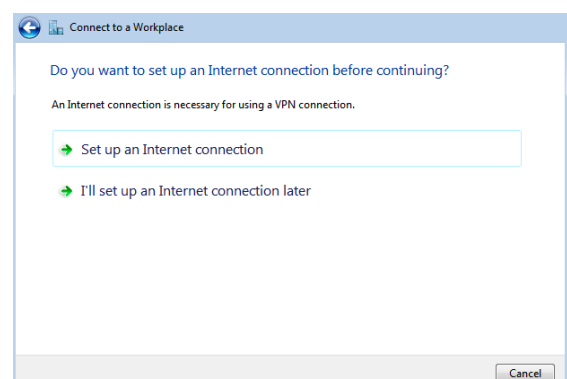 Connect to a Workplace
Do you want to set up an Internet connection before continuing?
An Internet connection is necessary for using a VPN connection.
Set up an Internet connection
I'll set up an Internet connection later
Cancel